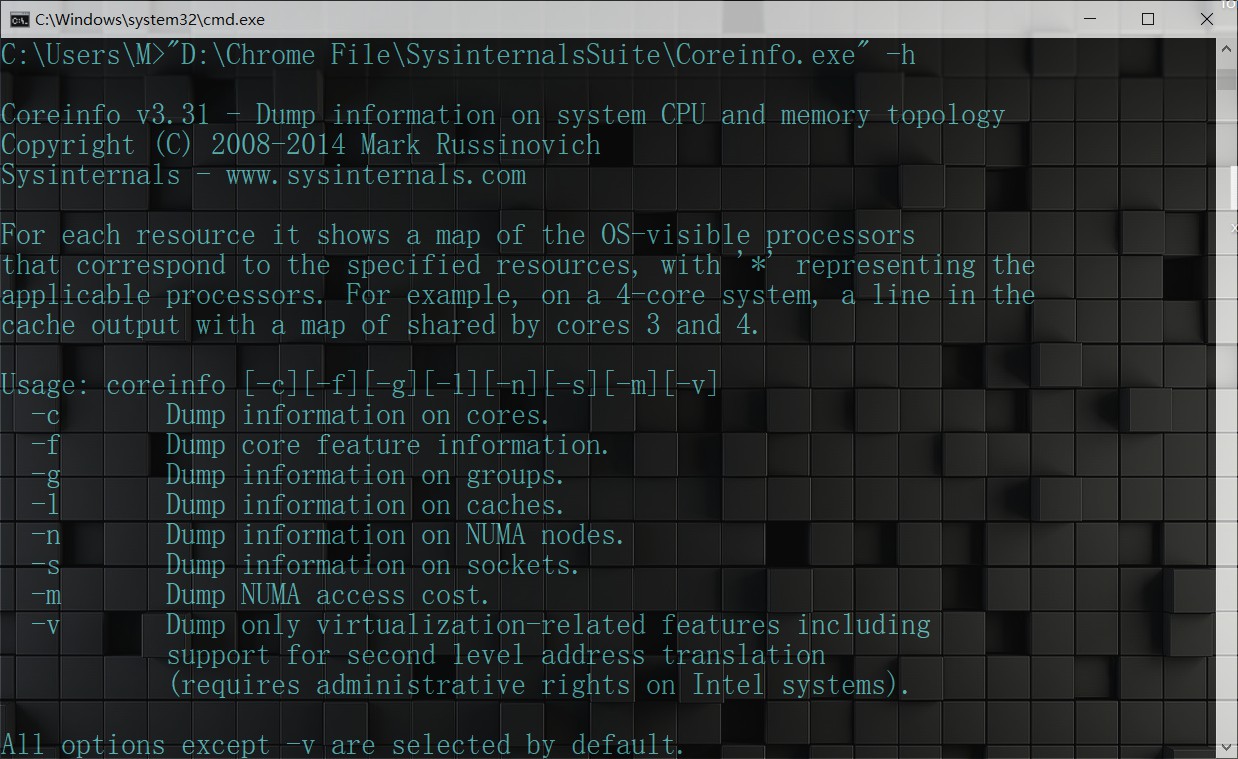 C:\Windows\system32\cmd.exe
C:\Users\M>"D:\Chrome File\SysinternalsSuite\Coreinfo.exe" -h
Coreinfo v3.31 - Dump information on system CPU and memory topology
Copyright (C) 2008-2014 Mark Russinovich
Sysinternals - www.sysinternals.com
For each resource it shows a map of the OS-visible processors
that correspond to the specified resources, with '*' representing the
applicable processors. For example, on a 4-core system, a line in the
cache output with a map of shared by cores 3 and 4.
Usage: coreinfo [-c][-f][-g][-l][-n][-s][-m][-v]
-c Dump information on cores.
-f Dump core feature information.
-g Dump information on groups.
-l Dump information on caches.
-n Dump information on NUMA nodes.
-s Dump information on sockets.
-m Dump NUMA access cost.
-v Dump only virtualization-related features including
support for second level address translation
(requires administrative rights on Intel systems).
All options except -v are selected by default.